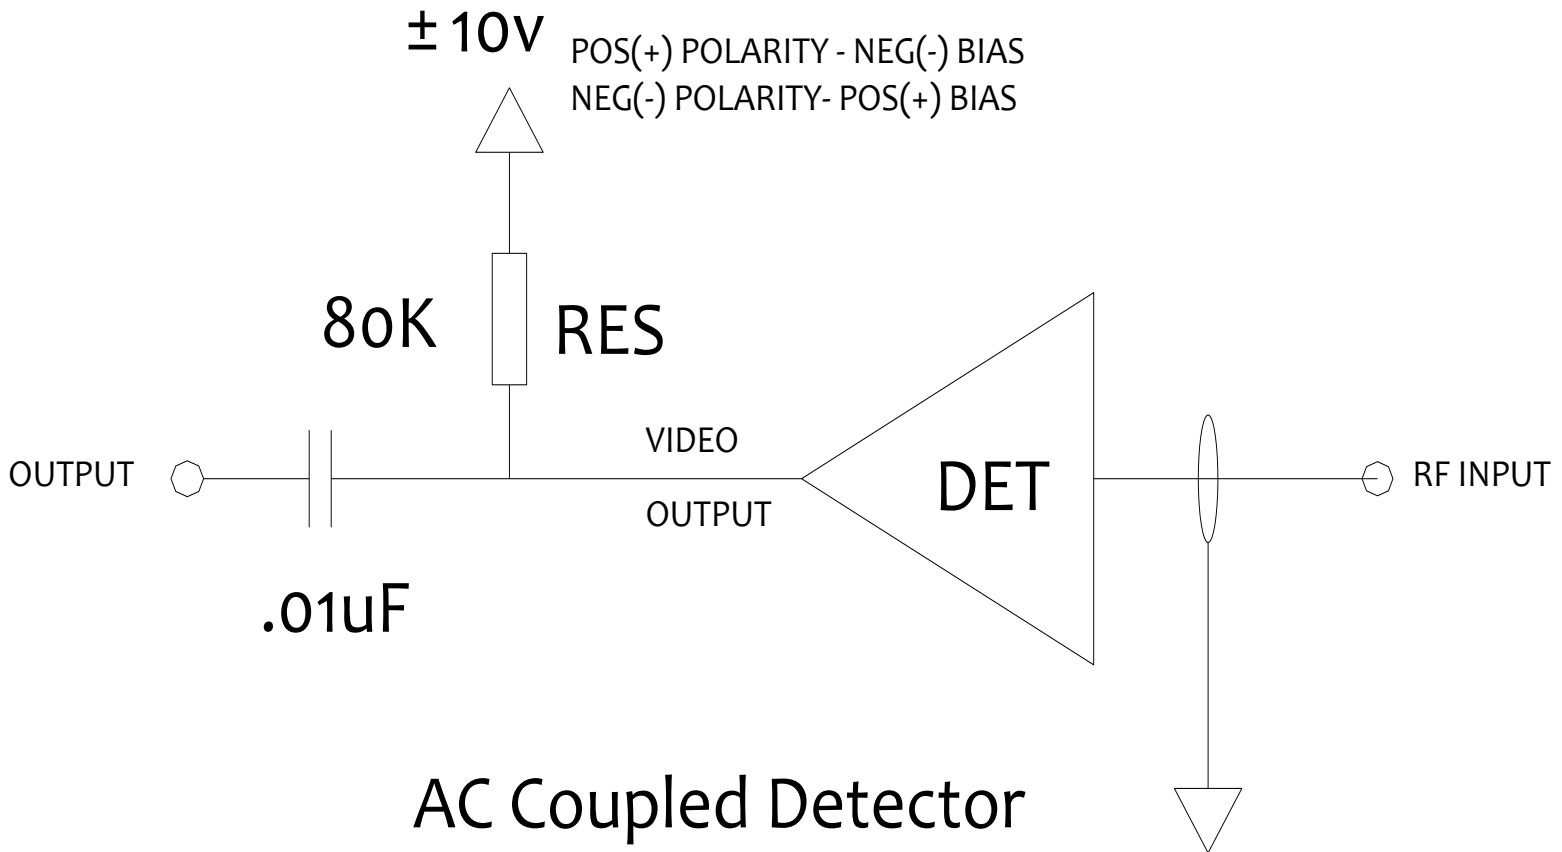 ± 10V
POS(+) POLARITY - NEG(-) BIAS
NEG(-) POLARITY- POS(+) BIAS
80K
RES
VIDEO
OUTPUT
DET
RF INPUT
OUTPUT
.01uF
AC Coupled Detector